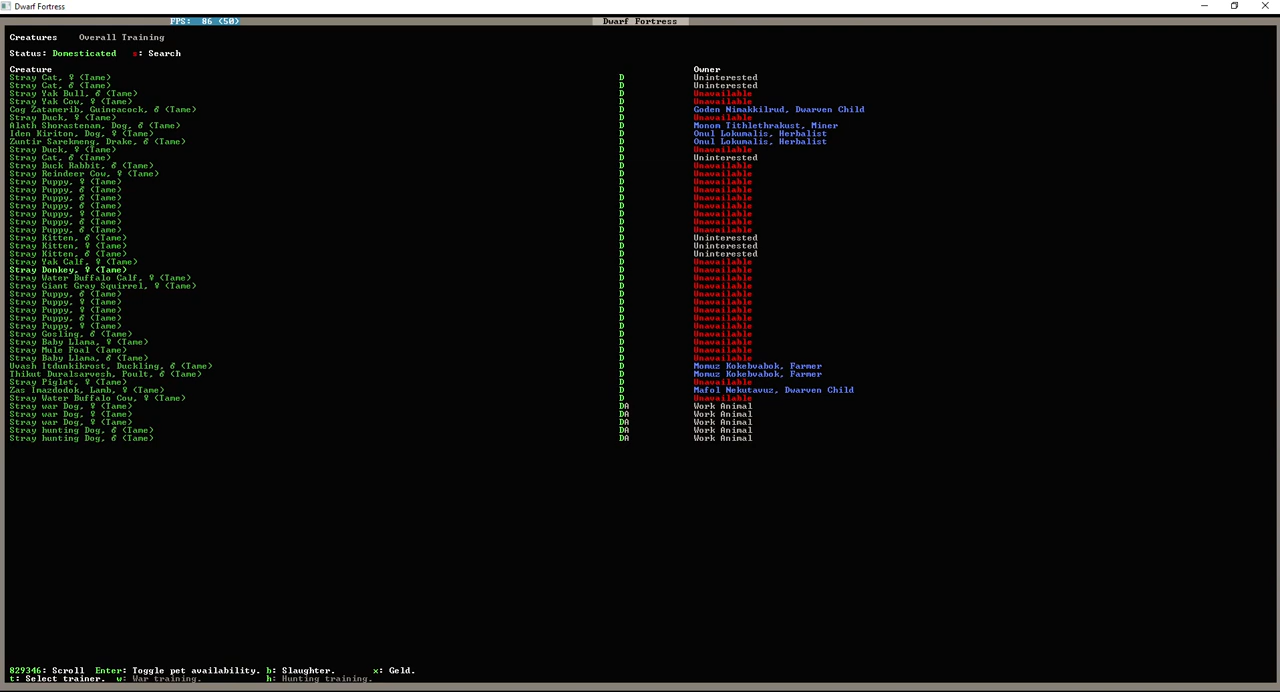 Dwarf Fortress
FPS: 86 (50) Dwarf Fortress
Creatures Overall Training
Status: Domesticated s: Search
Creature Owner
Stray Cat, ♀ (Tame) D Uninterested
Stray Cat, ♂ (Tame) D Uninterested
Stray Yak Bull, ♂ (Tame) D Unavailable
Stray Yak Cow, ♀ (Tame) D Unavailable
Cog Zatamerib, Guineacock, ♂ (Tame) D Goden Nimakkilrud, Dwarven Child
Stray Duck, ♀ (Tame) D Unavailable
Alath Shorastenam, Dog, ♂ (Tame) D Monom Tithlethrakust, Miner
Iden Kiriton, Dog, ♀ (Tame) D Onul Lokumalis, Herbalist
Zuntir Sarekmeng, Drake, ♂ (Tame) D Onul Lokumalis, Herbalist
Stray Duck, ♀ (Tame) D Unavailable
Stray Cat, ♂ (Tame) D Uninterested
Stray Buck Rabbit, ♂ (Tame) D Unavailable
Stray Reindeer Cow, ♀ (Tame) D Unavailable
Stray Puppy, ♀ (Tame) D Unavailable
Stray Puppy, ♂ (Tame) D Unavailable
Stray Puppy, ♂ (Tame) D Unavailable
Stray Puppy, ♂ (Tame) D Unavailable
Stray Puppy, ♀ (Tame) D Unavailable
Stray Puppy, ♂ (Tame) D Unavailable
Stray Puppy, ♂ (Tame) D Unavailable
Stray Kitten, ♂ (Tame) D Uninterested
Stray Kitten, ♀ (Tame) D Uninterested
Stray Kitten, ♂ (Tame) D Uninterested
Stray Yak Calf, ♀ (Tame) D Unavailable
Stray Donkey, ♀ (Tame) D Unavailable
Stray Water Buffalo Calf, ♀ (Tame) D Unavailable
Stray Giant Gray Squirrel, ♀ (Tame) D Unavailable
Stray Puppy, ♂ (Tame) D Unavailable
Stray Puppy, ♀ (Tame) D Unavailable
Stray Puppy, ♀ (Tame) D Unavailable
Stray Puppy, ♂ (Tame) D Unavailable
Stray Puppy, ♀ (Tame) D Unavailable
Stray Gosling, ♂ (Tame) D Unavailable
Stray Baby Llama, ♀ (Tame) D Unavailable
Stray Mule Foal (Tame) D Unavailable
Stray Baby Llama, ♂ (Tame) D Unavailable
Uvash Itdunkikrost, Duckling, ♂ (Tame) D Momuz Kokebvabok, Farmer
Thikut Duralsarvesh, Poult, ♂ (Tame) D Momuz Kokebvabok, Farmer
Stray Piglet, ♀ (Tame) D Unavailable
Zas Inazdodok, Lamb, ♀ (Tame) D Mafol Nekutavuz, Dwarven Child
Stray Water Buffalo Cow, ♀ (Tame) D Unavailable
Stray war Dog, ♂ (Tame) DA Work Animal
Stray war Dog, ♀ (Tame) DA Work Animal
Stray war Dog, ♀ (Tame) DA Work Animal
Stray hunting Dog, ♂ (Tame) DA Work Animal
Stray hunting Dog, ♂ (Tame) DA Work Animal
829346: Scroll Enter: Toggle pet availability. b: Slaughter. x: Geld.
t: Select trainer. w: War training. h: Hunting training.